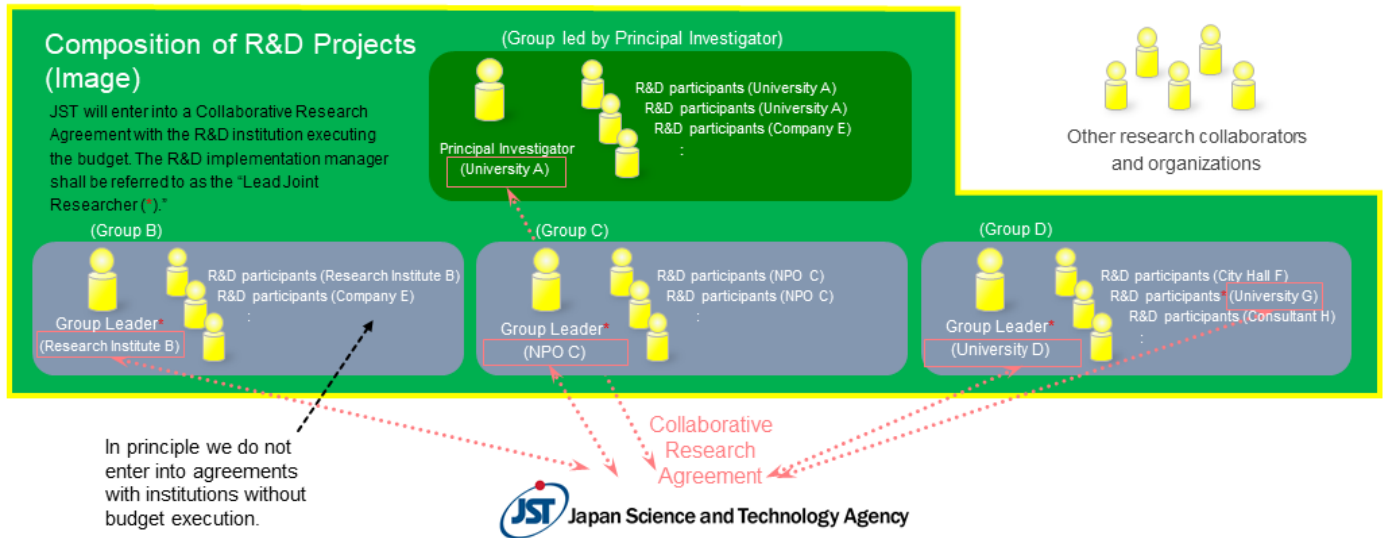 Composition of R&D Projects
(Image)
JST will enter into a Collaborative Research
Agreement with the R&D institution executing
the budget. The R&D implementation manager
shall be referred to as the “Lead Joint
Researcher (*).”
(Group led by Principal Investigator)
R&D participants (University A)
R&D participants (University A)
R&D participants (Company E)
:
Principal Investigator
(University A)
Other research collaborators
and organizations
(Group B)
R&D participants (Research Institute B)
R&D participants (Company E)
:
Group Leader*
(Research Institute B)
(Group C)
R&D participants (NPO C)
R&D participants (NPO C)
:
Group Leader*
(NPO C)
(Group D)
R&D participants (City Hall F)
R&D participants* (University G)
R&D participants (Consultant H)
:
Group Leader*
(University D)
In principle we do not
enter into agreements
with institutions without
budget execution.
Collaborative
Research
Agreement
JST Japan Science and Technology Agency